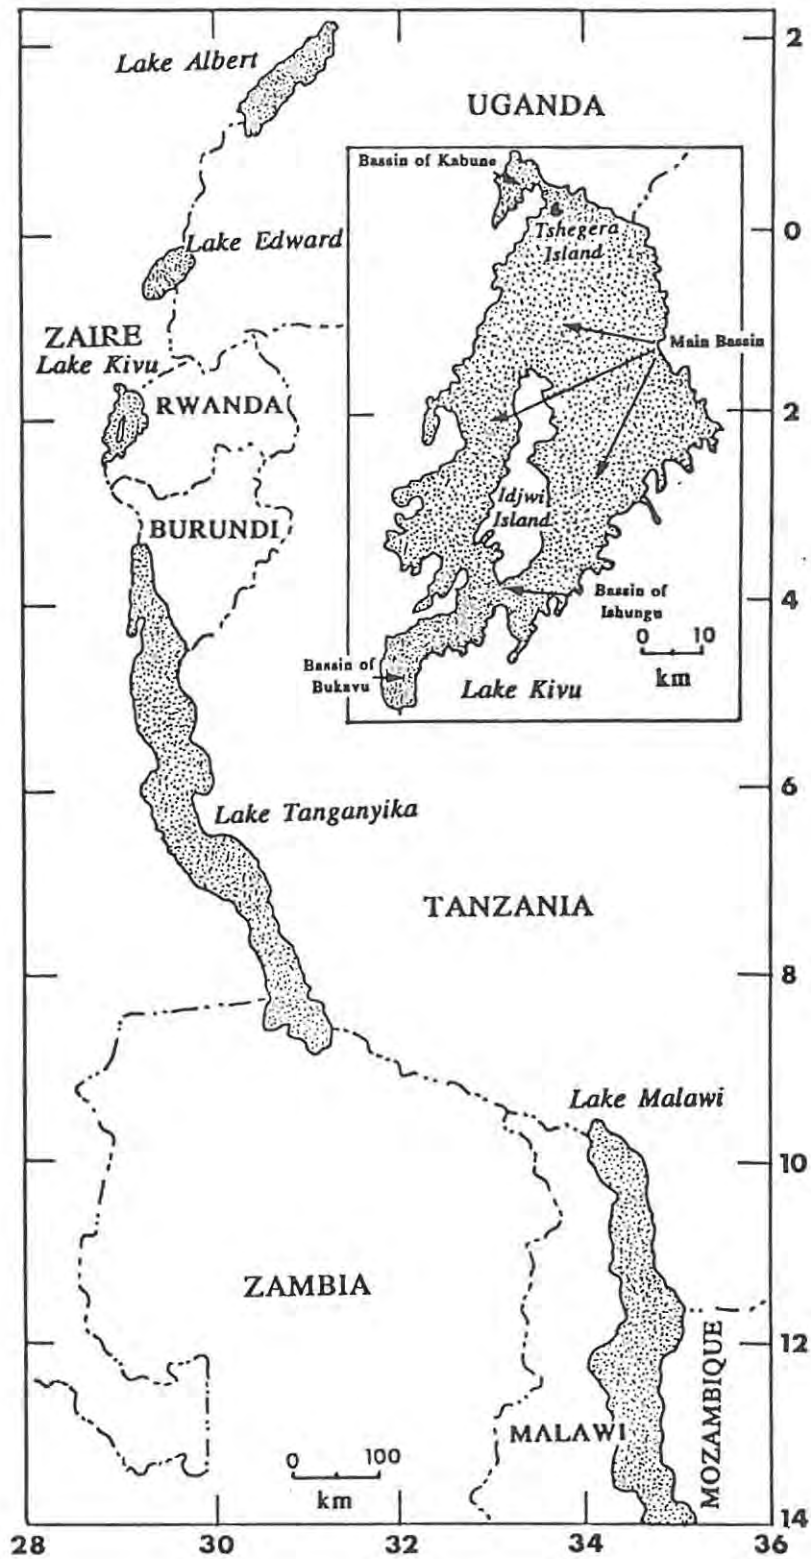 2
Lake Albert
UGANDA
Bassin of Kabune
Tshegera
Island
0
Lake Edward
ZAIRE
Lake Kivu
Main Bassin
RWANDA
2
Idjwi
Island
BURUNDI
Bassin of
Ishungu
4
0 10
km
Bassin of
Bukavu
Lake Kivu
6
Lake Tanganyika
TANZANIA
8
Lake Malawi
10
ZAMBIA
12
MOZAMBIQUE
MALAWI
0 100
km
14
28 30 32 34 36